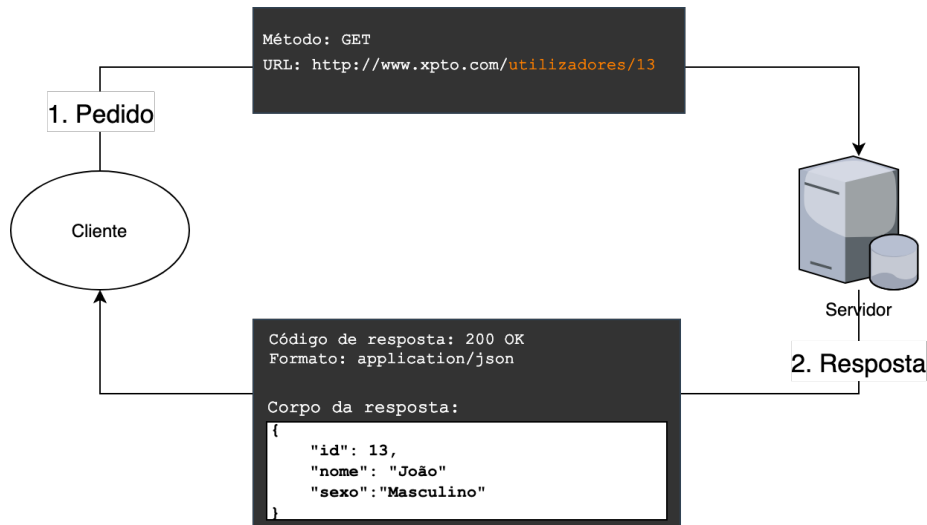 Método: GET
URL: http://www.xpto.com/utilizadores/13
1. Pedido
Cliente
Servidor
2. Resposta
Código de resposta: 200 OK
Formato: application/json
Corpo da resposta:
{
"id": 13,
"nome": "João"
"sexo":"Masculino"
}